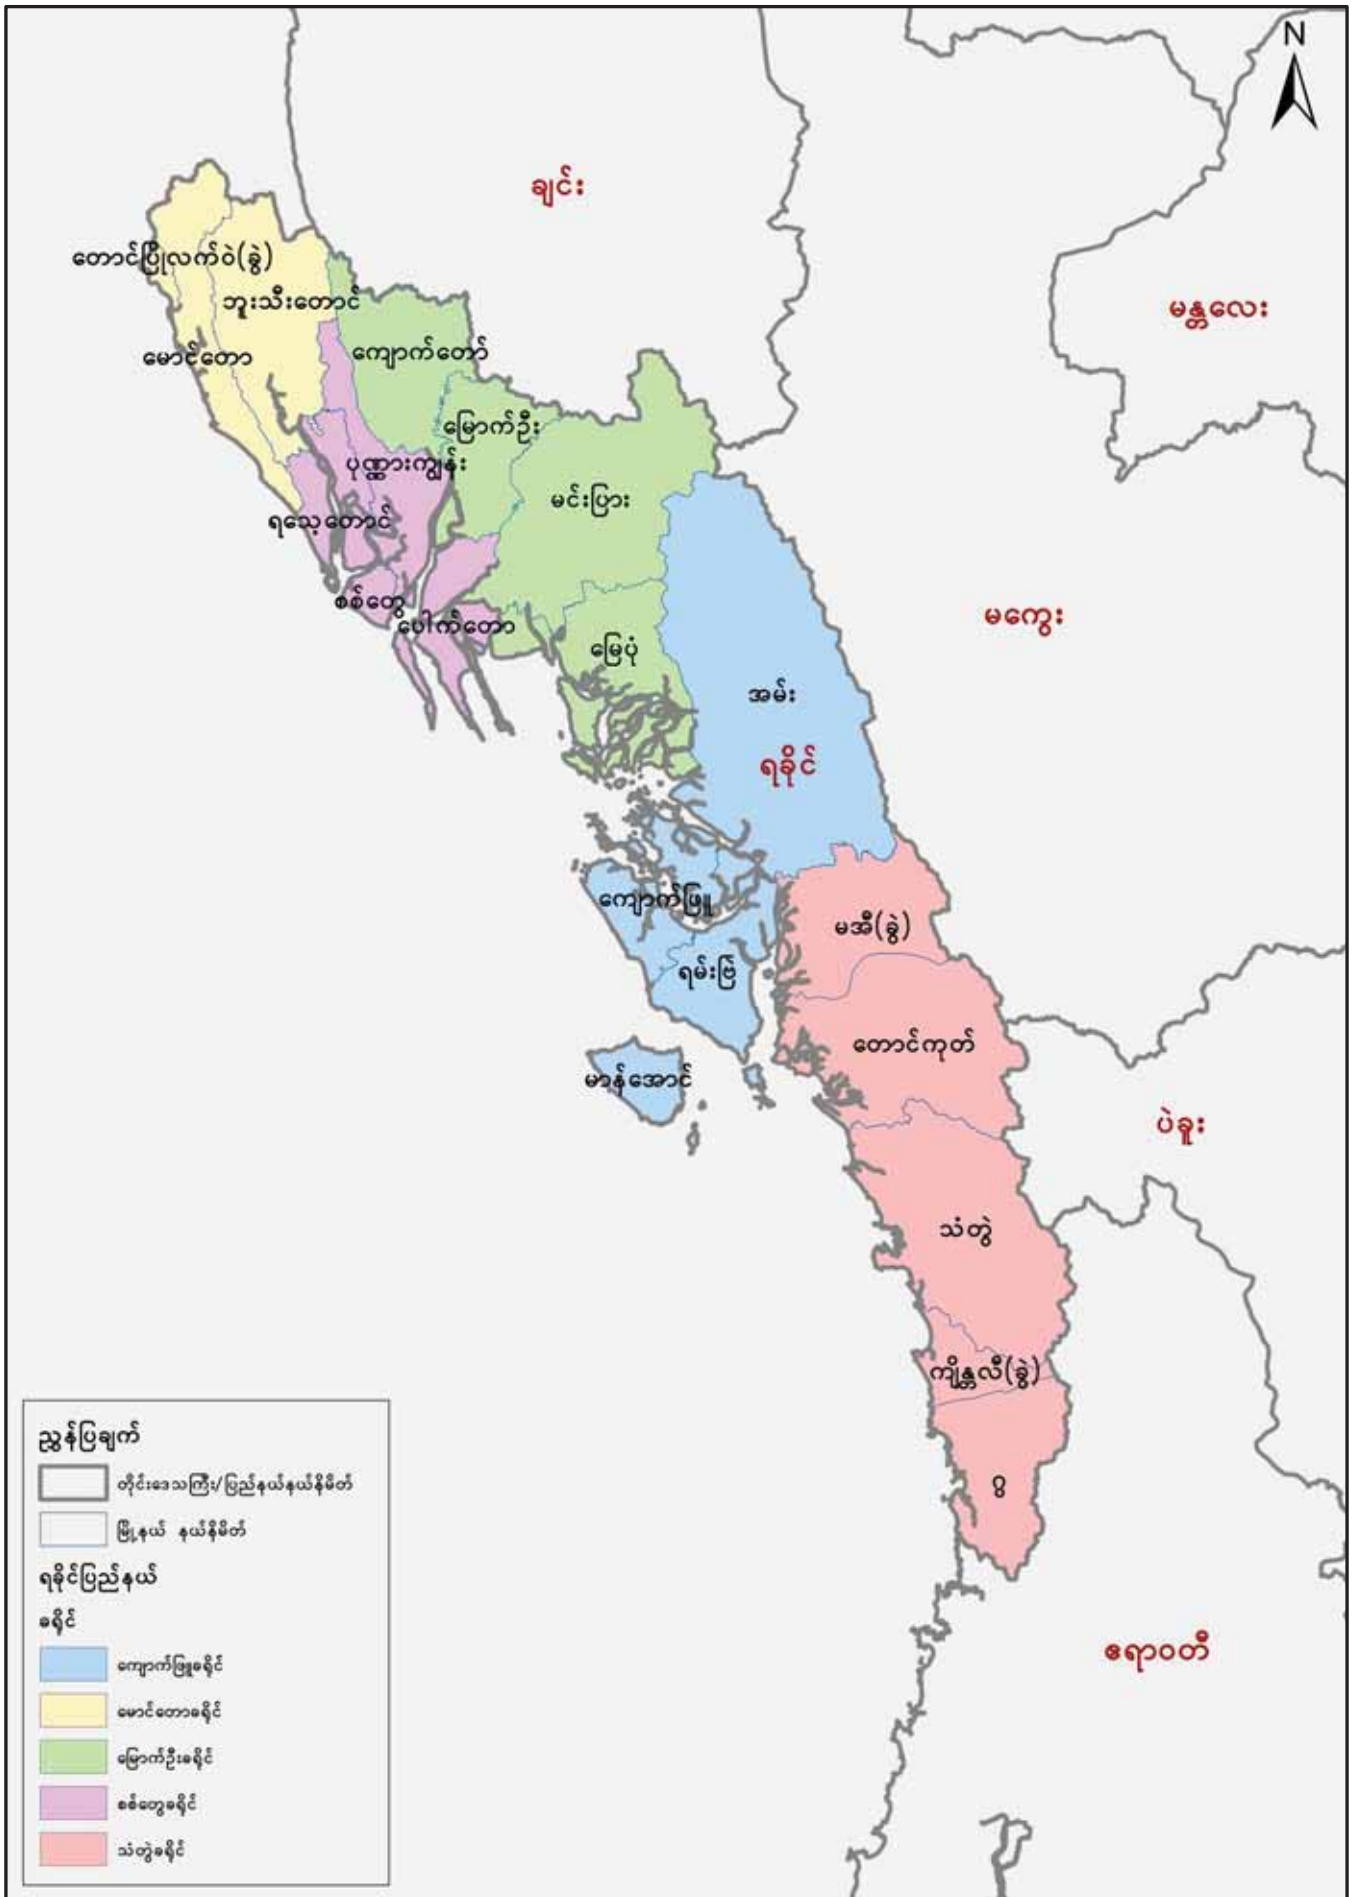 N
ချင်း
တောင်ပြိုလက်ဝဲ(ခွဲ)
ဘူးသီးတောင်
မန္တလေး
မောင်တော
ကျောက်တော်
မြောက်ဦး
ပုဏ္ဏားကျွန်း
မင်းပြား
ရသေ့တောင်
စစ်တွေ
ပေါက်တော
မကွေး
မြေပုံ
အမ်း
ရခိုင်
ကျောက်ဖြူ
မအီ(ခွဲ)
ရမ်းဗြဲ
တောင်ကုတ်
မာန်အောင်
ပဲခူး
သံတွဲ
ကျိန္တလီ(ခွဲ)
ဂွ
ဧရာဝတီ
ညွှန်ပြချက်
တိုင်းဒေသကြီး/ပြည်နယ်နယ်နိမိတ်
မြို့နယ် နယ်နိမိတ်
ရခိုင်ပြည်နယ်
ခရိုင်
ကျောက်ဖြူခရိုင်
မောင်တောခရိုင်
မြောက်ဦးခရိုင်
စစ်တွေခရိုင်
သံတွဲခရိုင်